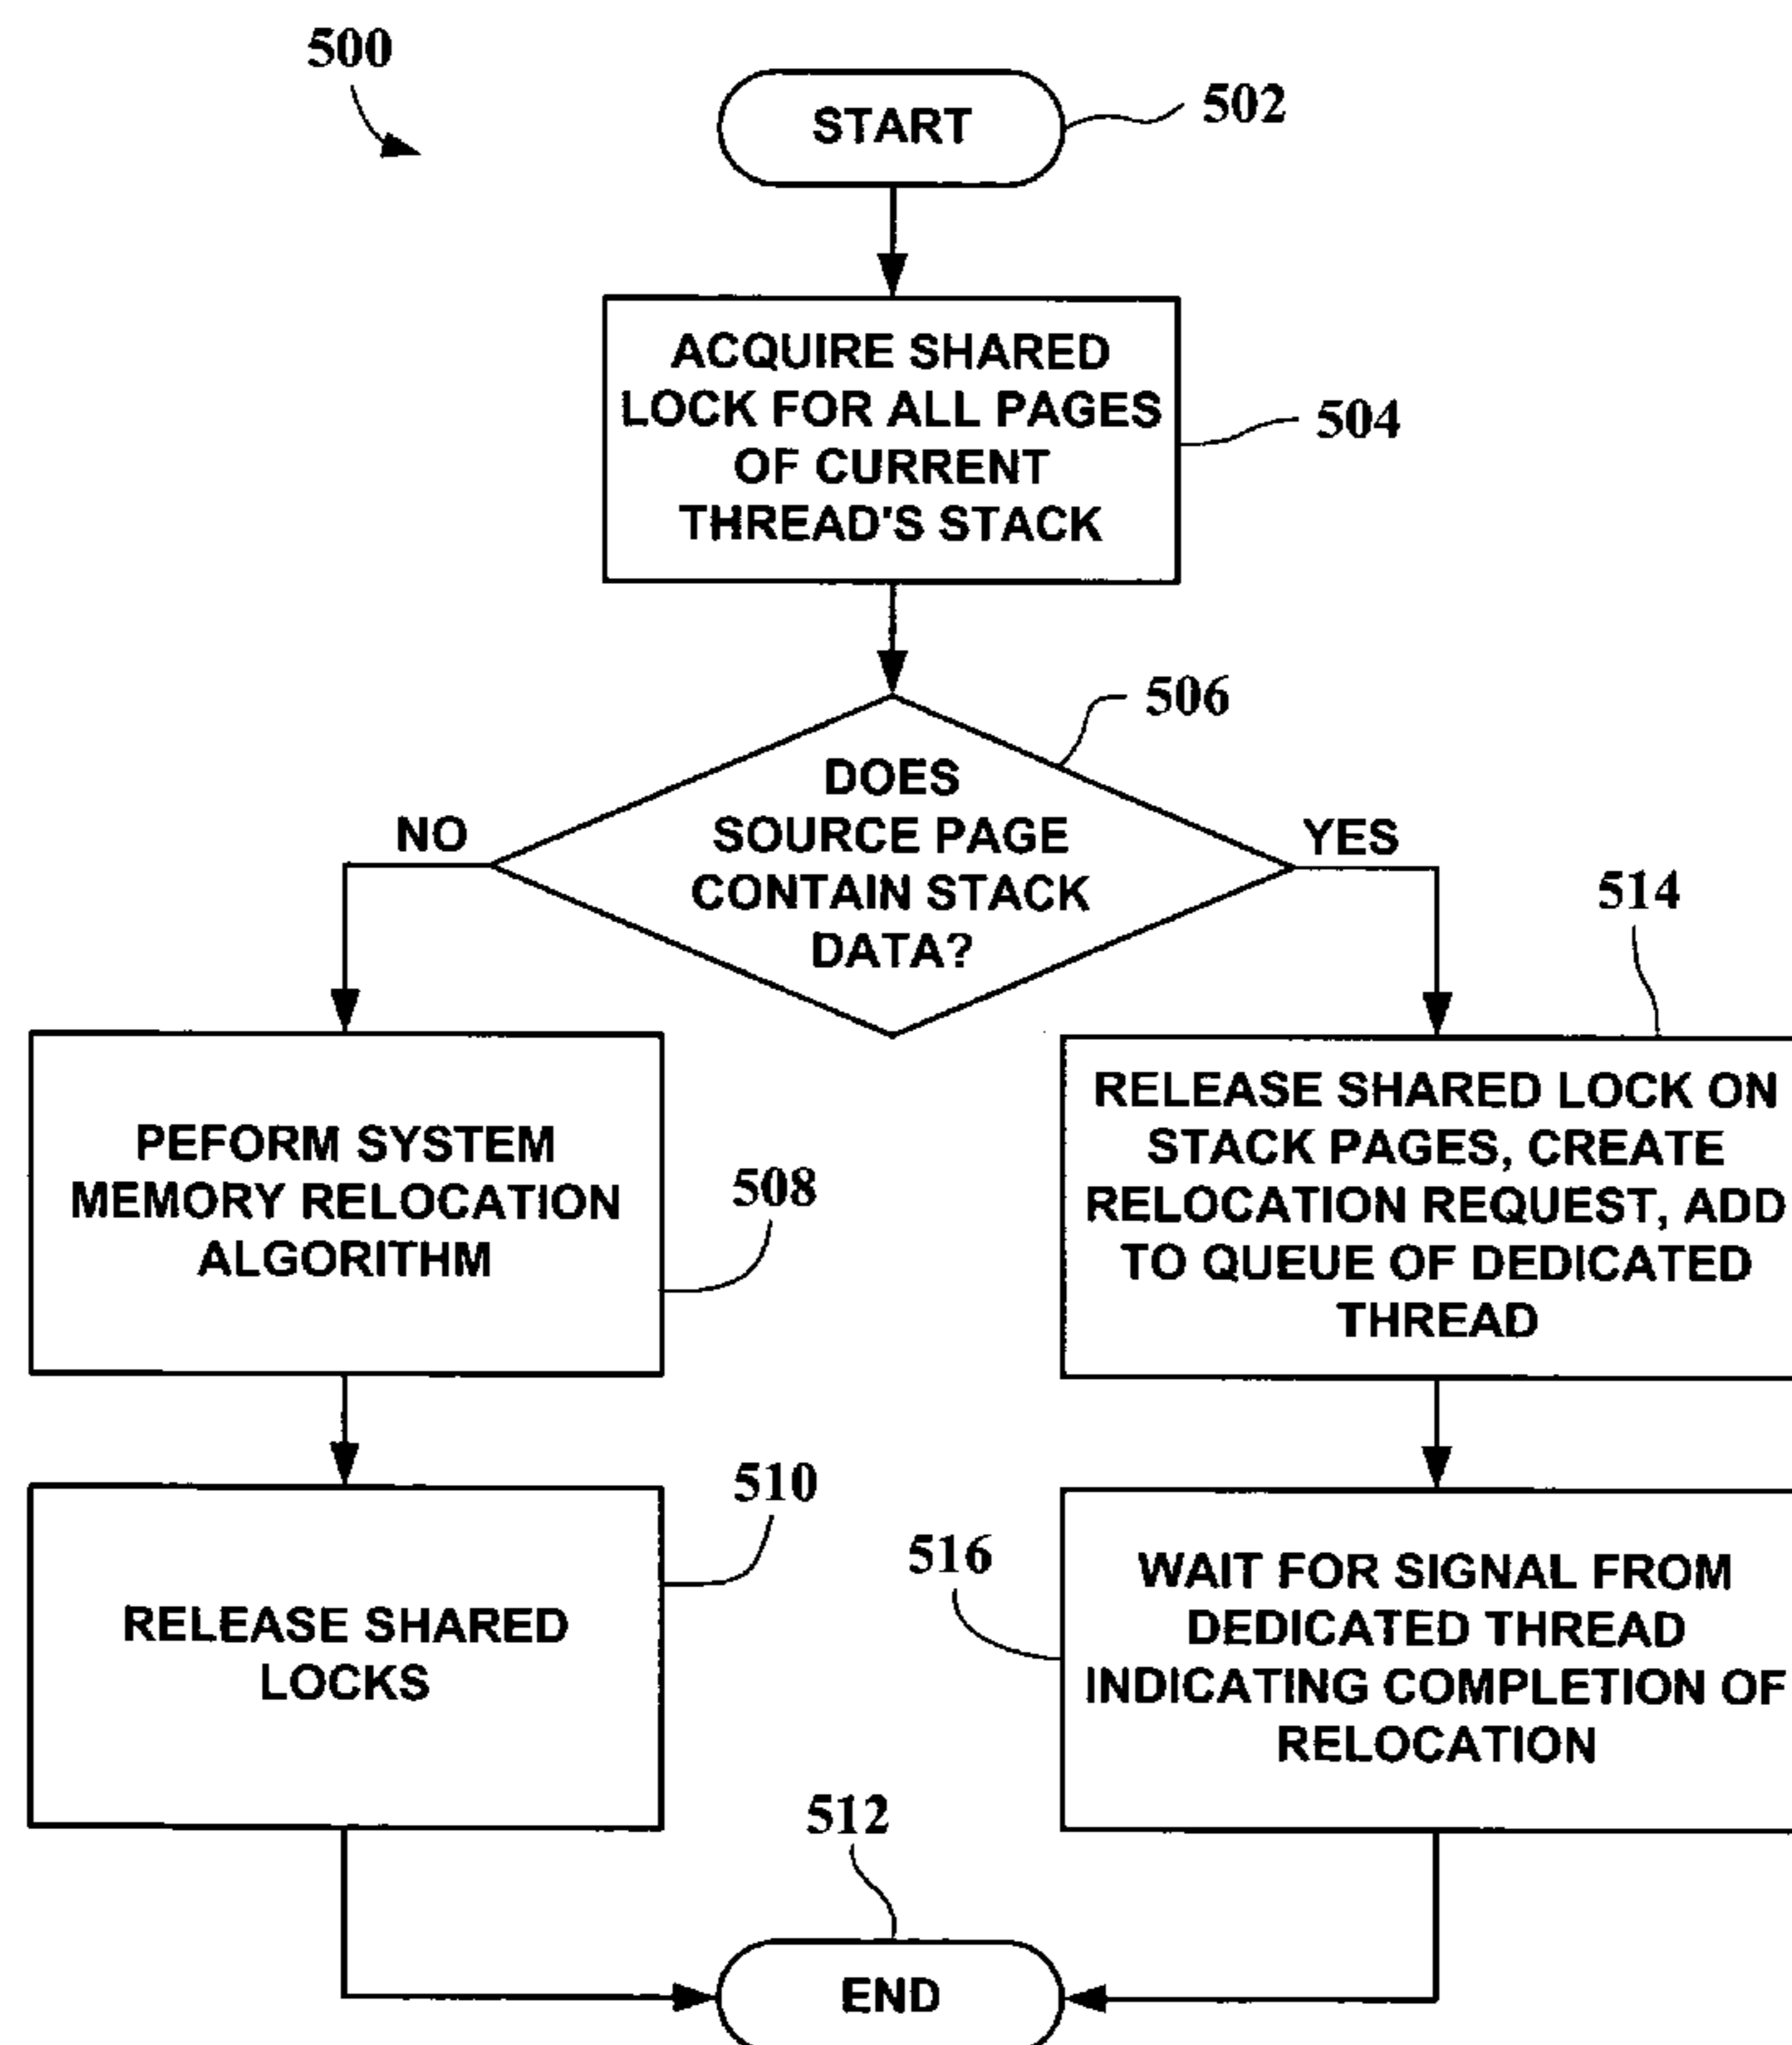 500
START
502
ACQUIRE SHARED
LOCK FOR ALL PAGES
OF CURRENT
THREAD'S STACK
504
506
DOES
SOURCE PAGE
CONTAIN STACK
DATA?
NO
YES
514
PEFORM SYSTEM
MEMORY RELOCATION
ALGORITHM
508
RELEASE SHARED LOCK ON
STACK PAGES, CREATE
RELOCATION REQUEST, ADD
TO QUEUE OF DEDICATED
THREAD
510
RELEASE SHARED
LOCKS
516
WAIT FOR SIGNAL FROM
DEDICATED THREAD
INDICATING COMPLETION OF
RELOCATION
512
END